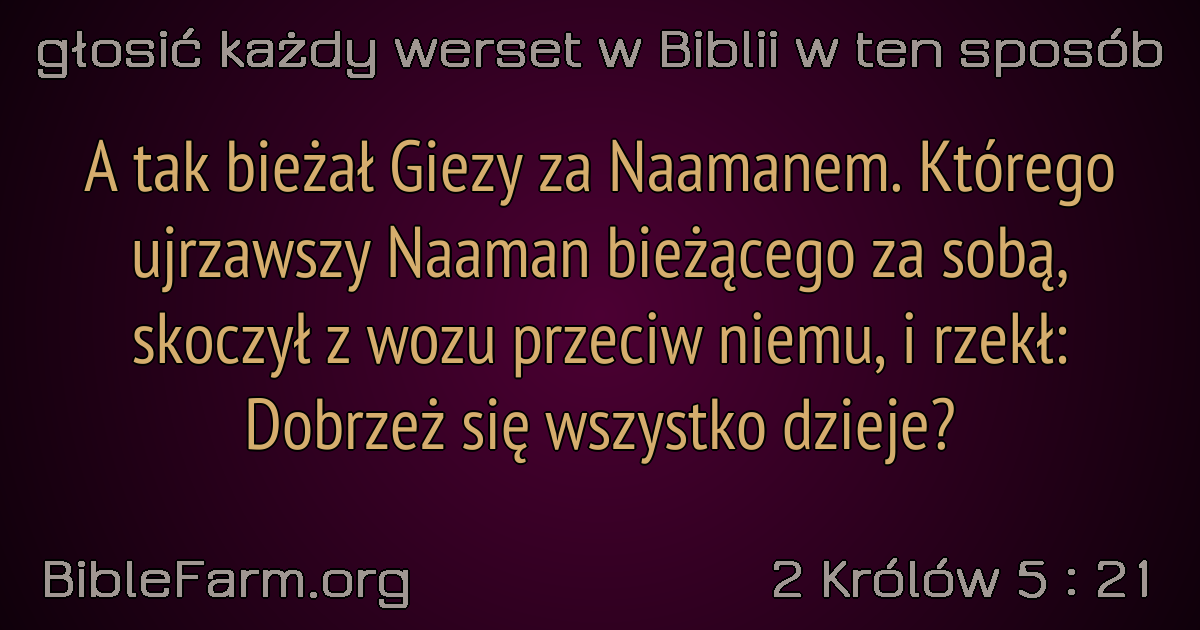 głosić każdy werset w Biblii w ten sposób
A tak bieżał Giezy za Naamanem. Którego
ujrzawszy Naaman bieżącego za sobą,
skoczył z wozu przeciw niemu, i rzekł:
Dobrzeż się wszystko dzieje?
BibleFarm.org
2 Królów 5 : 21